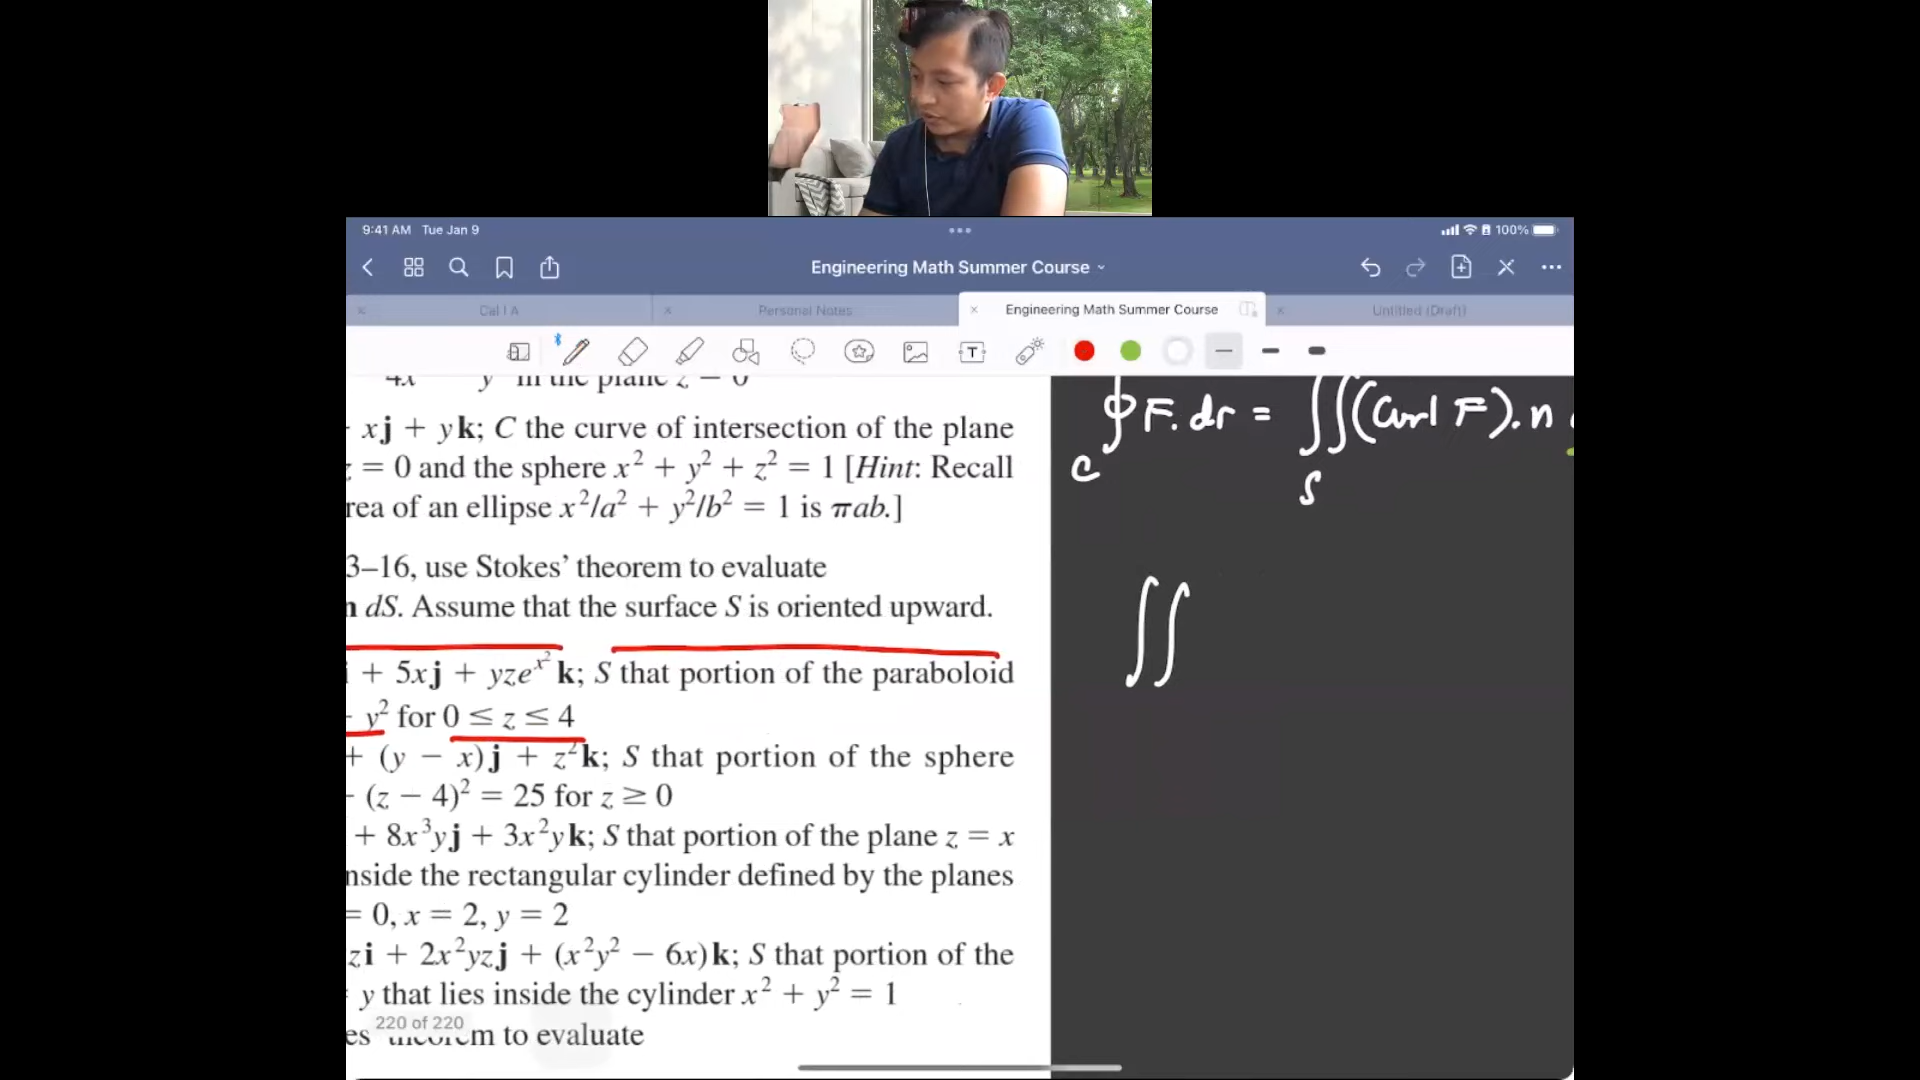 9:41 AM Tue Jan 9
100%
Engineering Math Summer Course
Cal I A
Personal Notes
Engineering Math Summer Course
Untitled (Draft)
T
4x y in the plane z = 0
- xj + yk; C the curve of intersection of the plane
= 0 and the sphere x² + y² + z² = 1 [Hint: Recall
rea of an ellipse x²/a² + y²/b² = 1 is πab.]
3–16, use Stokes’ theorem to evaluate
n dS. Assume that the surface S is oriented upward.
i + 5xj + yze^{x²} k; S that portion of the paraboloid
- y² for 0 ≤ z ≤ 4
+ (y − x)j + z²k; S that portion of the sphere
- (z − 4)² = 25 for z ≥ 0
+ 8x³yj + 3x²yk; S that portion of the plane z = x
nside the rectangular cylinder defined by the planes
= 0, x = 2, y = 2
zi + 2x²yzj + (x²y² − 6x)k; S that portion of the
y that lies inside the cylinder x² + y² = 1
220 of 220
es’ theorem to evaluate
∮F.dr = ∬(Curl F).n
C
S
∬